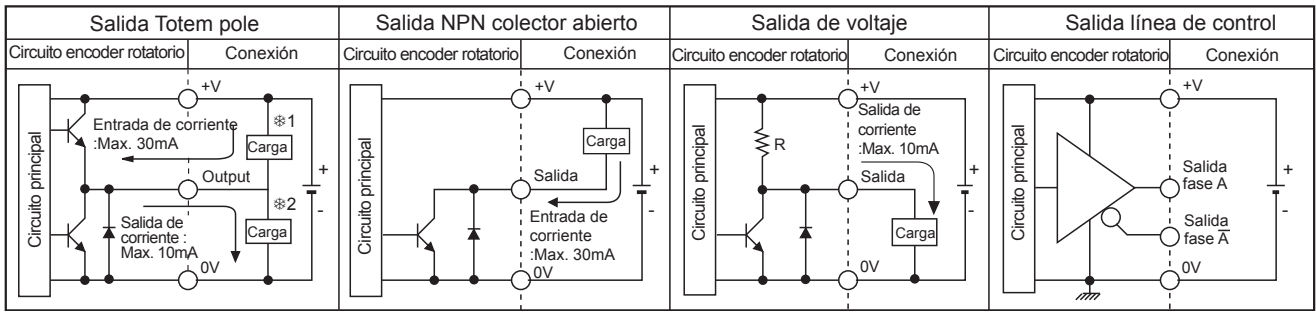 Salida Totem pole
Circuito encoder rotatorio
Conexión
Circuito principal
+V
Entrada de corriente
:Max. 30mA
❄1
Carga
Output
+
-
❄2
Carga
Salida de
corriente :
Max. 10mA
0V
Salida NPN colector abierto
Circuito encoder rotatorio
Conexión
Circuito principal
+V
Carga
Salida
+
-
Entrada de
corriente
:Max. 30mA
0V
Salida de voltaje
Circuito encoder rotatorio
Conexión
Circuito principal
+V
R
Salida de
corriente
:Max. 10mA
Salida
+
-
Carga
0V
Salida línea de control
Circuito encoder rotatorio
Conexión
Circuito principal
+V
Salida
fase A
+
-
Salida
fase A̅
0V